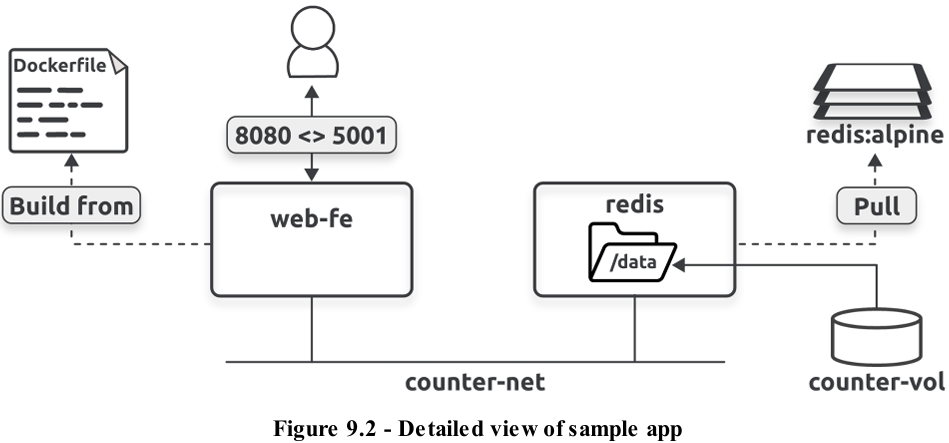 Dockerfile
8080 <> 5001
redis:alpine
Build from
web-fe
redis
Pull
/data
counter-net
counter-vol
Figure 9.2 - Detailed view of sample app